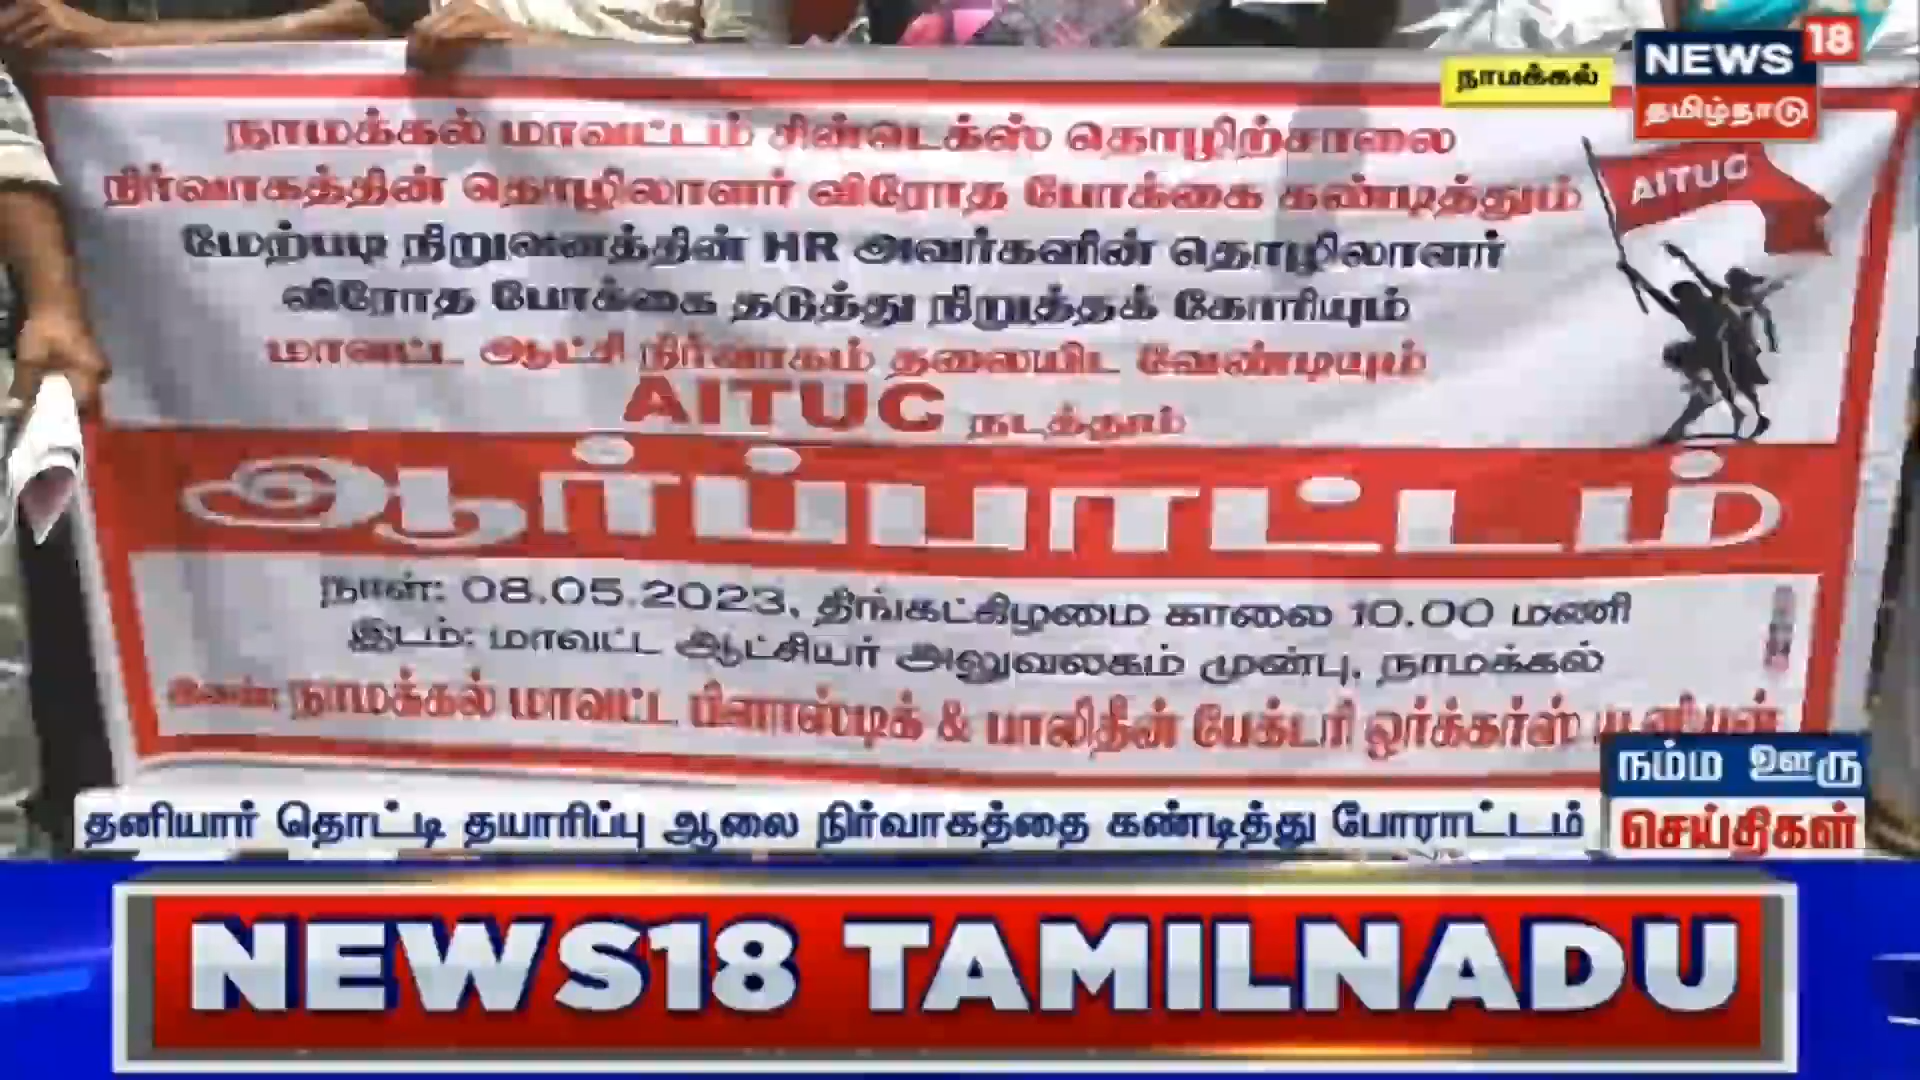 NEWS 18
நாமக்கல்
தமிழ்நாடு
நாமக்கல் மாவட்டம் சின்டெக்ஸ் தொழிற்சாலை
AITUC
நிர்வாகத்தின் தொழிலாளர் விரோத போக்கை கண்டித்தும்
மேற்படி நிறுவனத்தின் HR அவர்களின் தொழிலாளர்
விரோத போக்கை தடுத்து நிறுத்தக் கோரியும்
மாவட்ட ஆட்சி நிர்வாகம் தலையிட வேண்டியும்
AITUC நடத்தும்
ஆர்ப்பாட்டம்
நாள்: 08.05.2023, திங்கட்கிழமை காலை 10.00 மணி
இடம்: மாவட்ட ஆட்சியர் அலுவலகம் முன்பு, நாமக்கல்
நாமக்கல் மாவட்ட பிளாஸ்டிக் & பாலிதீன் பேக்டரி ஒர்க்கர்ஸ் யூனியன்
நம்ம ஊரு
செய்திகள்
தனியார் தொட்டி தயாரிப்பு ஆலை நிர்வாகத்தை கண்டித்து போராட்டம்
NEWS18 TAMILNADU